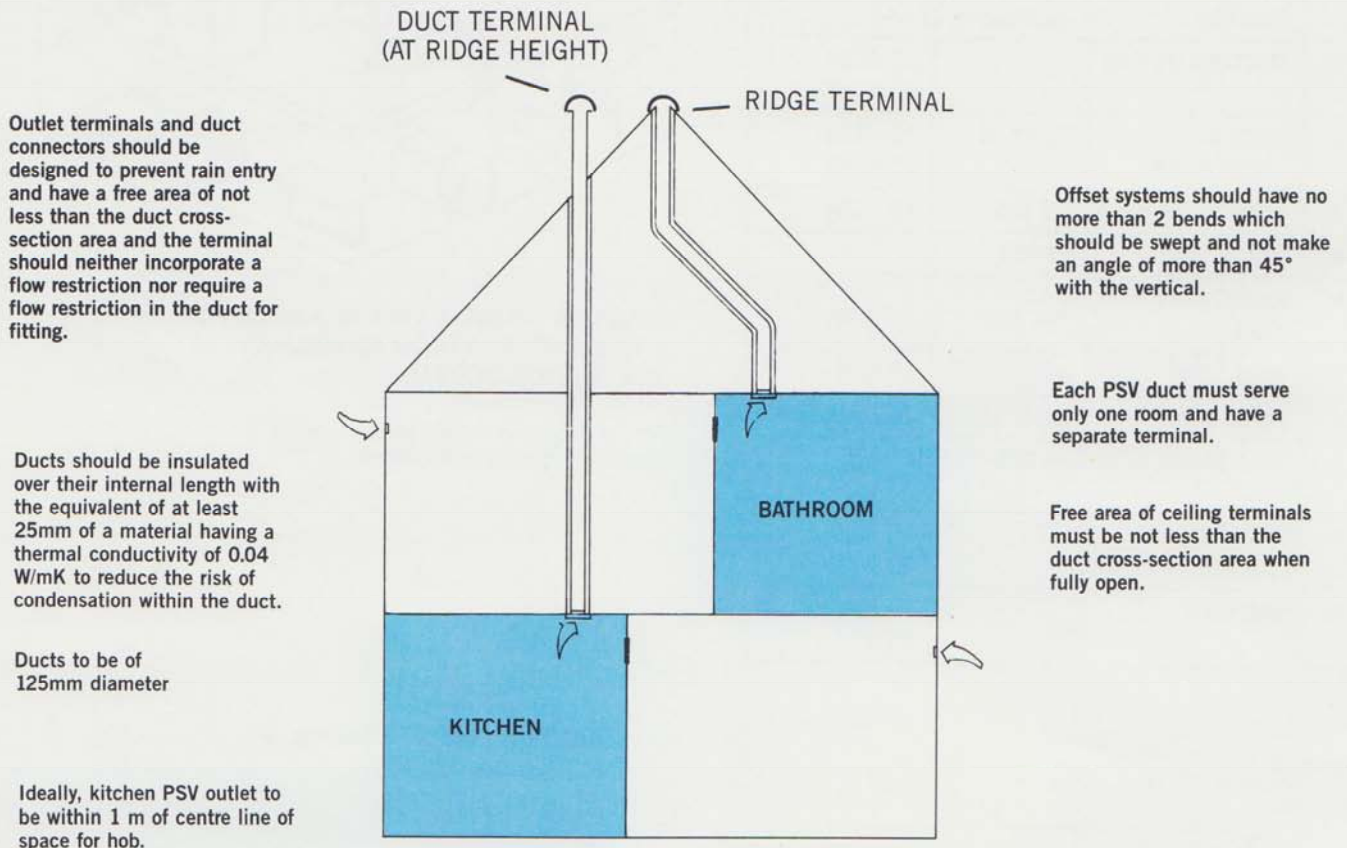 DUCT TERMINAL
(AT RIDGE HEIGHT)
RIDGE TERMINAL
Outlet terminals and duct
connectors should be
designed to prevent rain entry
and have a free area of not
less than the duct cross-
section area and the terminal
should neither incorporate a
flow restriction nor require a
flow restriction in the duct for
fitting.
Ducts should be insulated
over their internal length with
the equivalent of at least
25mm of a material having a
thermal conductivity of 0.04
W/mK to reduce the risk of
condensation within the duct.
Ducts to be of
125mm diameter
Ideally, kitchen PSV outlet to
be within 1 m of centre line of
space for hob.
BATHROOM
KITCHEN
Offset systems should have no
more than 2 bends which
should be swept and not make
an angle of more than 45°
with the vertical.
Each PSV duct must serve
only one room and have a
separate terminal.
Free area of ceiling terminals
must be not less than the
duct cross-section area when
fully open.